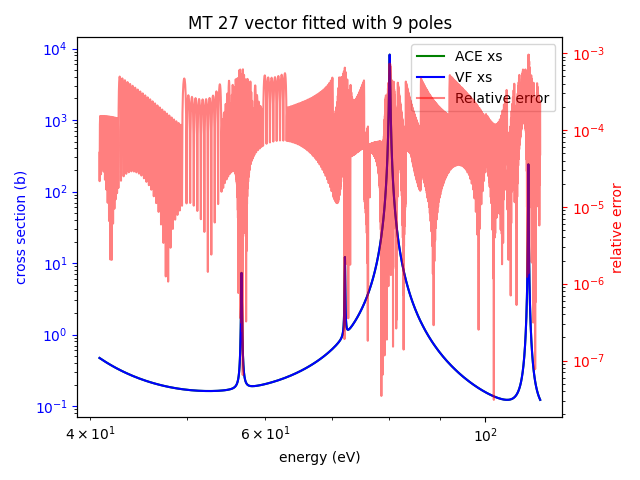 MT 27 vector fitted with 9 poles
10⁴
10³
10²
10¹
10⁰
10⁻¹
cross section (b)
ACE xs
VF xs
Relative error
10⁻³
10⁻⁴
10⁻⁵
10⁻⁶
10⁻⁷
relative error
4 × 10¹
6 × 10¹
10²
energy (eV)